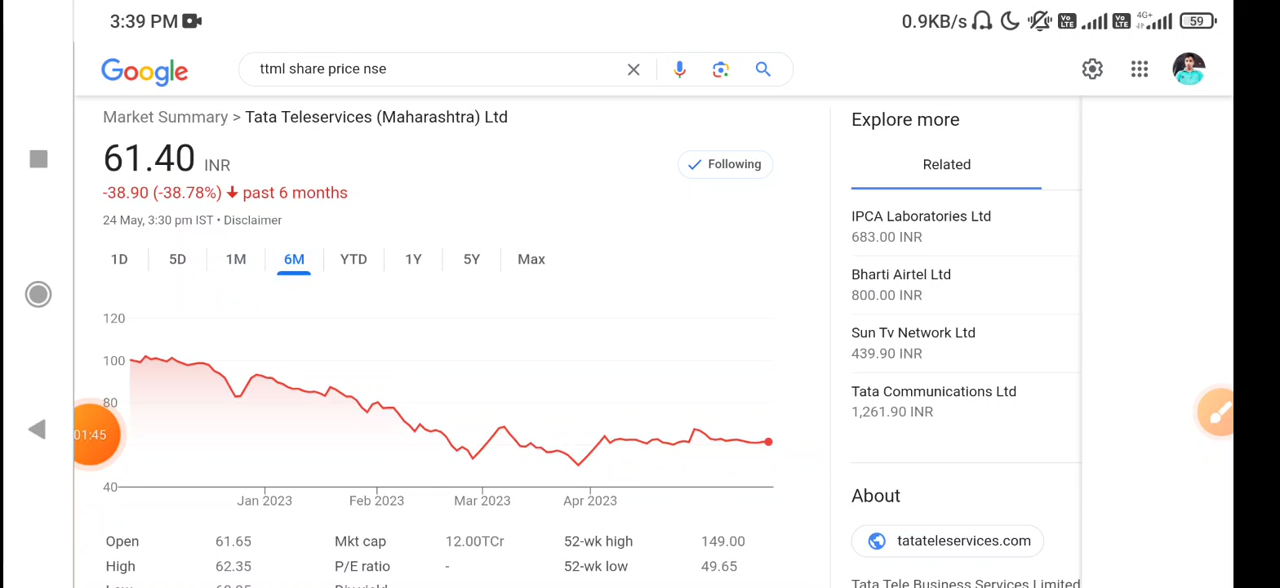 3:39 PM
0.9KB/s Vo LTE Vo LTE 4G+ 59
Google
ttml share price nse
Market Summary > Tata Teleservices (Maharashtra) Ltd
61.40 INR
Following
-38.90 (-38.78%) past 6 months
24 May, 3:30 pm IST • Disclaimer
1D 5D 1M 6M YTD 1Y 5Y Max
120
100
80
40
Jan 2023 Feb 2023 Mar 2023 Apr 2023
01:45
Open 61.65 Mkt cap 12.00TCr 52-wk high 149.00
High 62.35 P/E ratio - 52-wk low 49.65
Explore more
Related
IPCA Laboratories Ltd
683.00 INR
Bharti Airtel Ltd
800.00 INR
Sun Tv Network Ltd
439.90 INR
Tata Communications Ltd
1,261.90 INR
About
tatateleservices.com
Tata Tele Business Services Limited